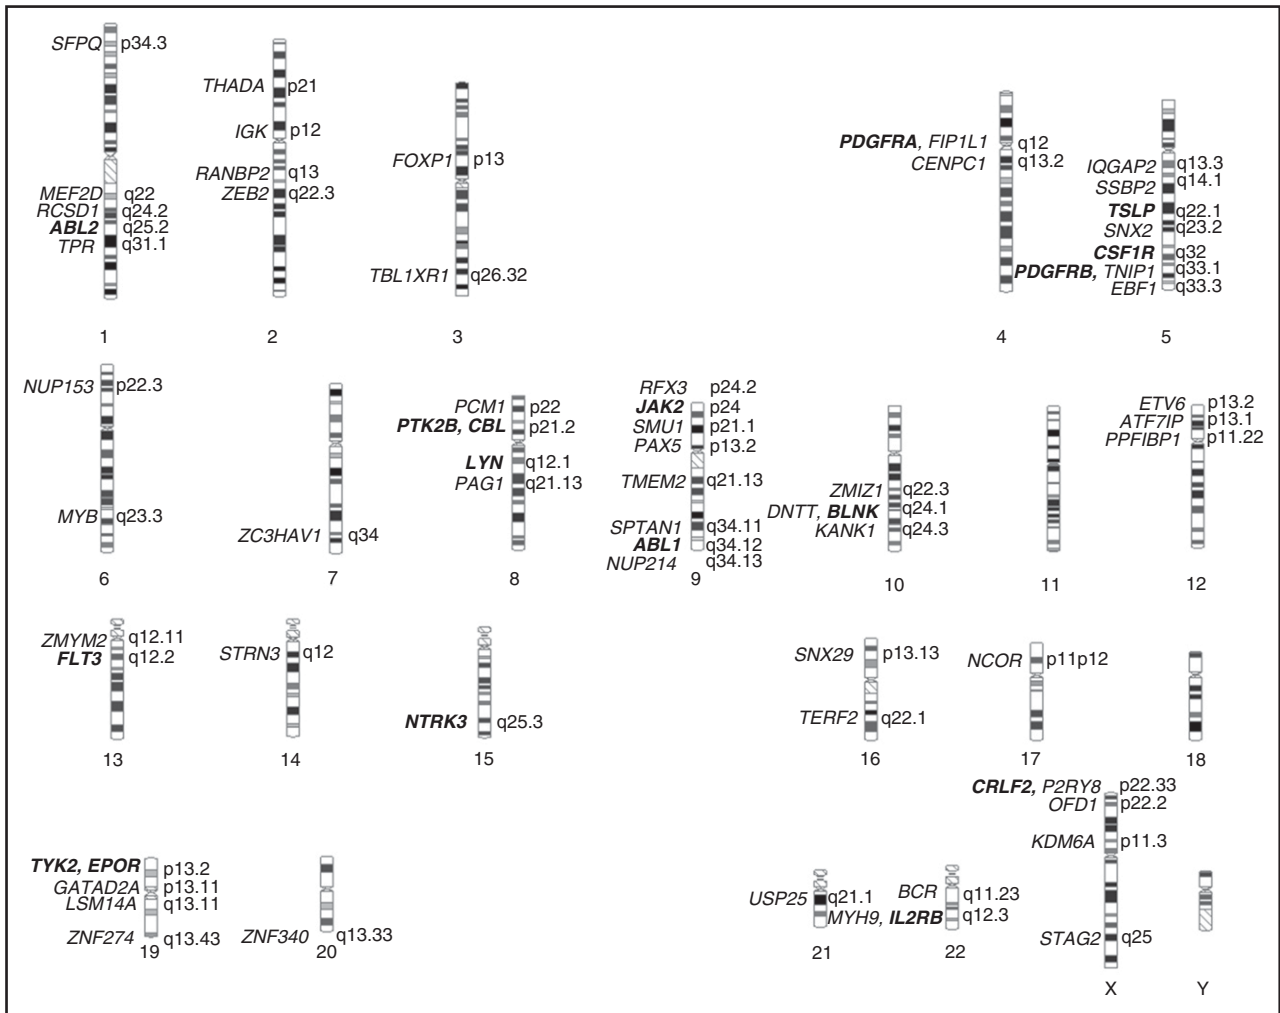 SFPQ p34.3
MEF2D q22
RCSD1 q24.2
ABL2 q25.2
TPR q31.1
1
THADA p21
IGK p12
RANBP2 q13
ZEB2 q22.3
2
FOXP1 p13
TBL1XR1 q26.32
3
PDGFRA, FIP1L1 q12
CENPC1 q13.2
4
IQGAP2 q13.3
SSBP2 q14.1
TSLP q22.1
SNX2 q23.2
CSF1R q32
PDGFRB, TNIP1 q33.1
EBF1 q33.3
5
NUP153 p22.3
MYB q23.3
6
ZC3HAV1 q34
7
PCM1 p22
PTK2B, CBL p21.2
LYN q12.1
PAG1 q21.13
8
RFX3 p24.2
JAK2 p24
SMU1 p21.1
PAX5 p13.2
TMEM2 q21.13
SPTAN1 q34.11
ABL1 q34.12
NUP214 q34.13
9
ZMIZ1 q22.3
DNTT, BLNK q24.1
KANK1 q24.3
10
11
ETV6 p13.2
ATF7IP p13.1
PPFIBP1 p11.22
12
ZMYM2 q12.11
FLT3 q12.2
13
STRN3 q12
14
NTRK3 q25.3
15
SNX29 p13.13
TERF2 q22.1
16
NCOR p11p12
17
18
TYK2, EPOR p13.2
GATAD2A p13.11
LSM14A q13.11
ZNF274 q13.43
19
ZNF340 q13.33
20
USP25 q21.1
21
BCR q11.23
MYH9, IL2RB q12.3
22
CRLF2, P2RY8 p22.33
OFD1 p22.2
KDM6A p11.3
STAG2 q25
X
Y